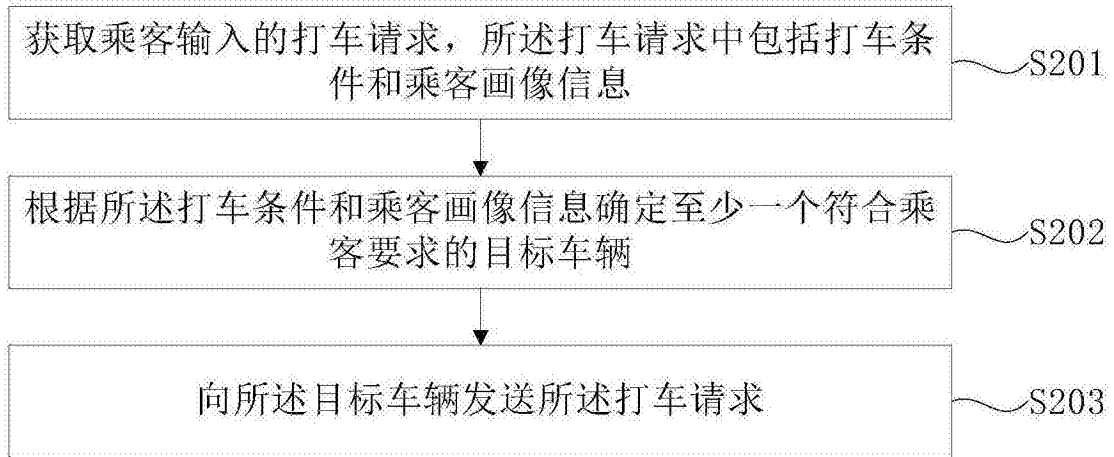 获取乘客输入的打车请求，所述打车请求中包括打车条
件和乘客画像信息
S201
根据所述打车条件和乘客画像信息确定至少一个符合乘
客要求的目标车辆
S202
向所述目标车辆发送所述打车请求
S203